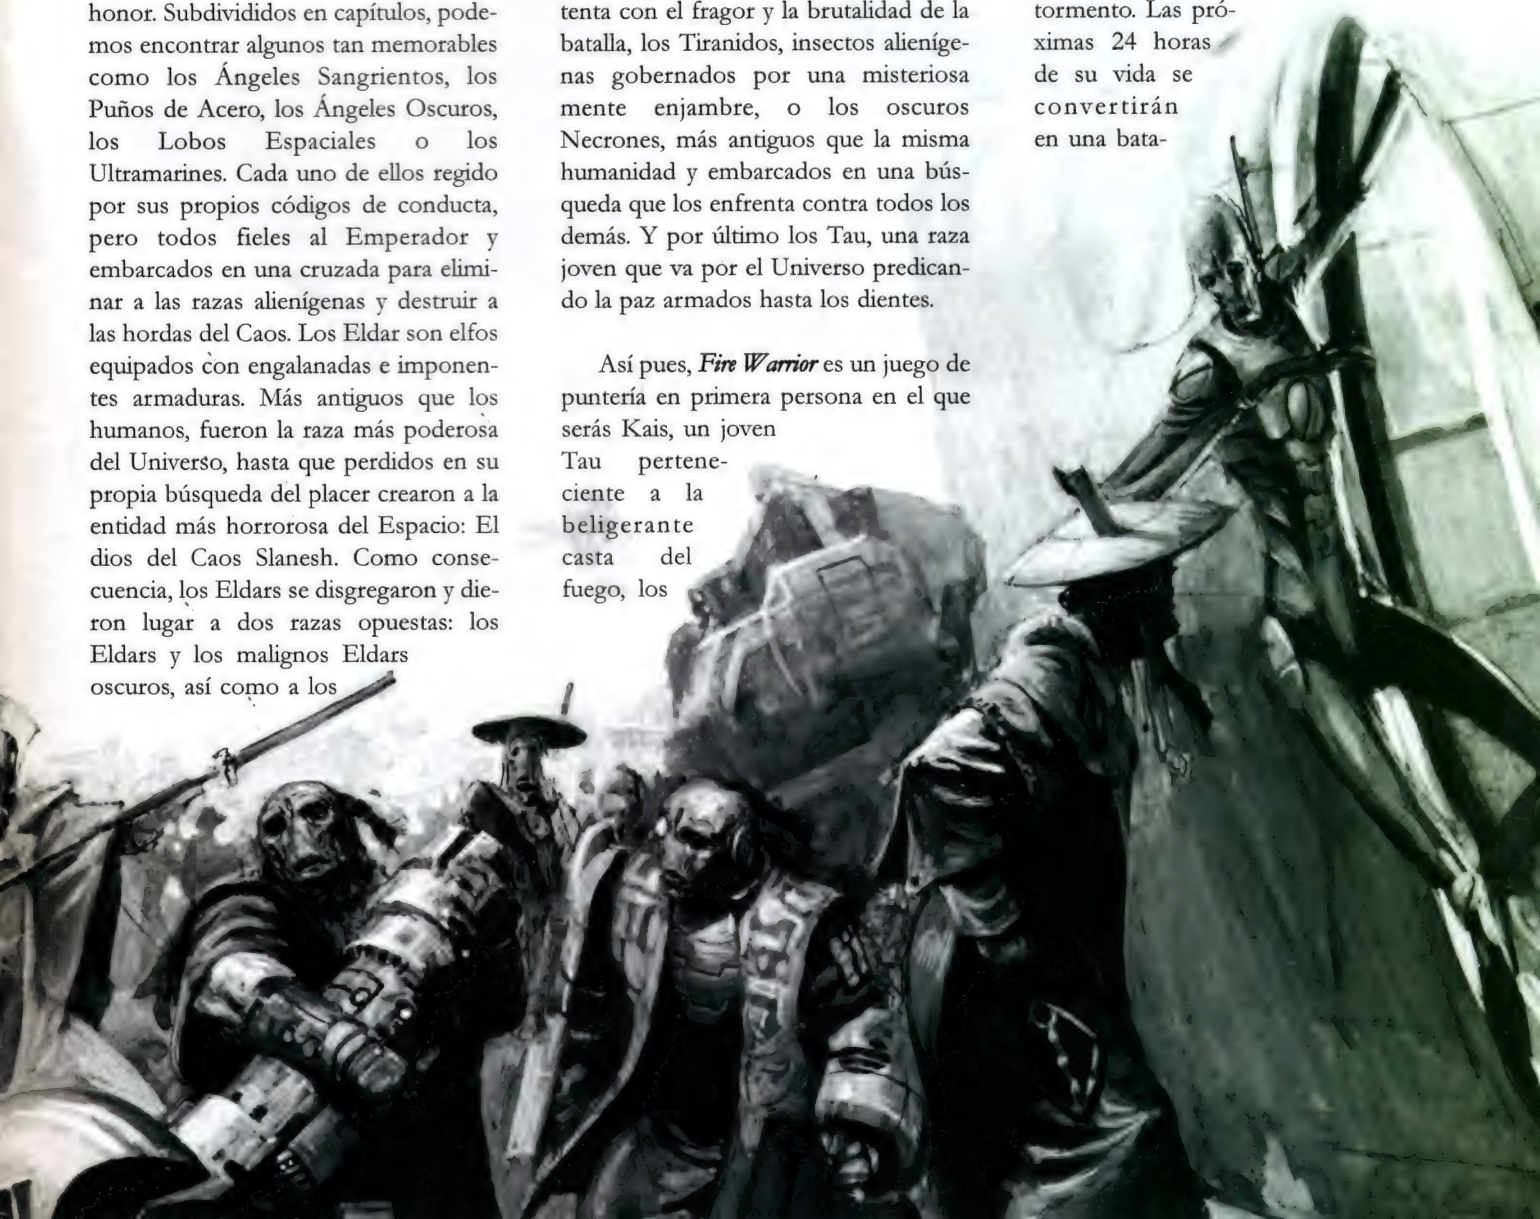 honor. Subdivididos en capítulos, pode-
mos encontrar algunos tan memorables
como los Ángeles Sangrientos, los
Puños de Acero, los Ángeles Oscuros,
los Lobos Espaciales o los
Ultramarines. Cada uno de ellos regido
por sus propios códigos de conducta,
pero todos fieles al Emperador y
embarcados en una cruzada para elimi-
nar a las razas alienígenas y destruir a
las hordas del Caos. Los Eldar son elfos
equipados con engalanadas e imponen-
tes armaduras. Más antiguos que los
humanos, fueron la raza más poderosa
del Universo, hasta que perdidos en su
propia búsqueda del placer crearon a la
entidad más horrorosa del Espacio: El
dios del Caos Slanesh. Como conse-
cuencia, los Eldars se disgregaron y die-
ron lugar a dos razas opuestas: los
Eldars y los malignos Eldars
oscuros, así como a los
tenta con el fragor y la brutalidad de la
batalla, los Tiranidos, insectos alieníge-
nas gobernados por una misteriosa
mente enjambre, o los oscuros
Necrones, más antiguos que la misma
humanidad y embarcados en una bús-
queda que los enfrenta contra todos los
demás. Y por último los Tau, una raza
joven que va por el Universo predican-
do la paz armados hasta los dientes.
Así pues, Fire Warrior es un juego de
puntería en primera persona en el que
serás Kais, un joven
Tau pertene-
ciente a la
beligerante
casta del
fuego, los
tormento. Las pró-
ximas 24 horas
de su vida se
convertirán
en una bata-